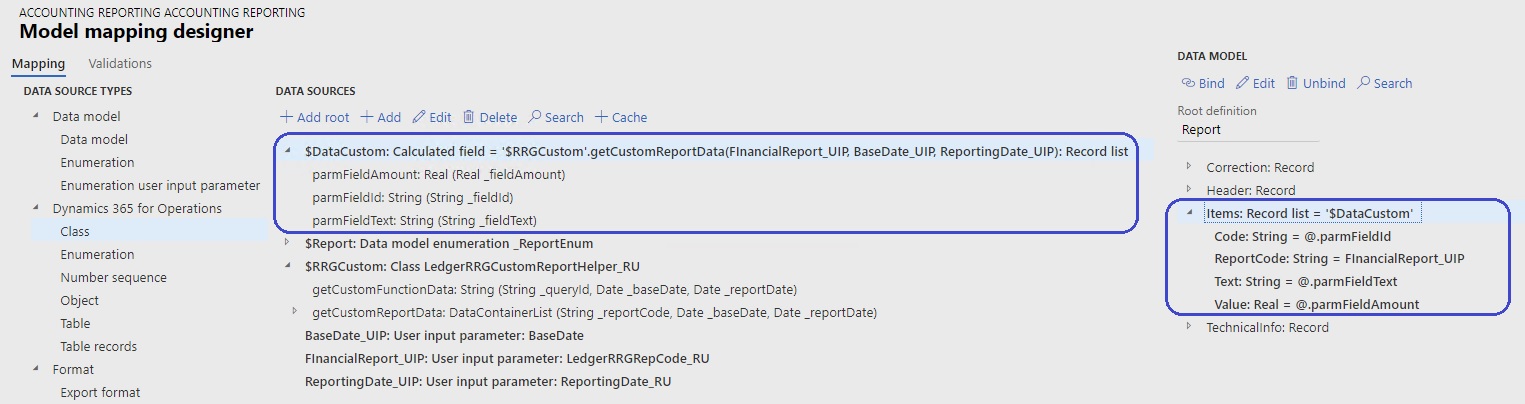 ACCOUNTING REPORTING ACCOUNTING REPORTING
Model mapping designer
Mapping
Validations
DATA SOURCE TYPES
Data model
Data model
Enumeration
Enumeration user input parameter
Dynamics 365 for Operations
Class
Enumeration
Number sequence
Object
Table
Table records
Format
Export format
DATA SOURCES
Add root
Add
Edit
Delete
Search
Cache
$DataCustom: Calculated field = '$RRGCustom'.getCustomReportData(FInancialReport_UIP, BaseDate_UIP, ReportingDate_UIP): Record list
parmFieldAmount: Real (Real _fieldAmount)
parmFieldId: String (String _fieldId)
parmFieldText: String (String _fieldText)
$Report: Data model enumeration _ReportEnum
$RRGCustom: Class LedgerRRGCustomReportHelper_RU
getCustomFunctionData: String (String _queryId, Date _baseDate, Date _reportDate)
getCustomReportData: DataContainerList (String _reportCode, Date _baseDate, Date _reportDate)
BaseDate_UIP: User input parameter: BaseDate
FInancialReport_UIP: User input parameter: LedgerRRGRepCode_RU
ReportingDate_UIP: User input parameter: ReportingDate_RU
DATA MODEL
Bind
Edit
Unbind
Search
Root definition
Report
Correction: Record
Header: Record
Items: Record list = '$DataCustom'
Code: String = @.parmFieldId
ReportCode: String = FInancialReport_UIP
Text: String = @.parmFieldText
Value: Real = @.parmFieldAmount
TechnicalInfo: Record